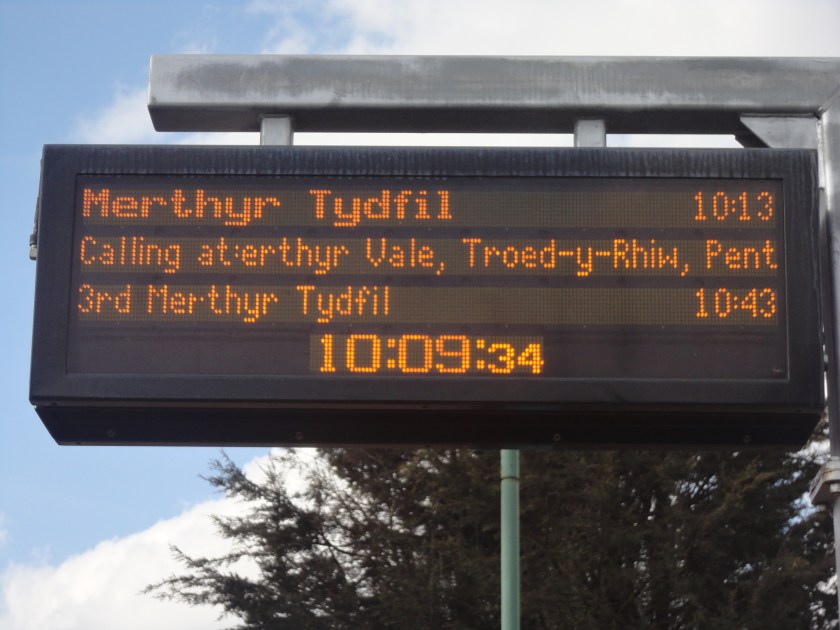 Merthyr Tydfil 10:13
Calling at:erthyr Vale, Troed-y-Rhiw, Pent
3rd Merthyr Tydfil 10:43
10:09:34